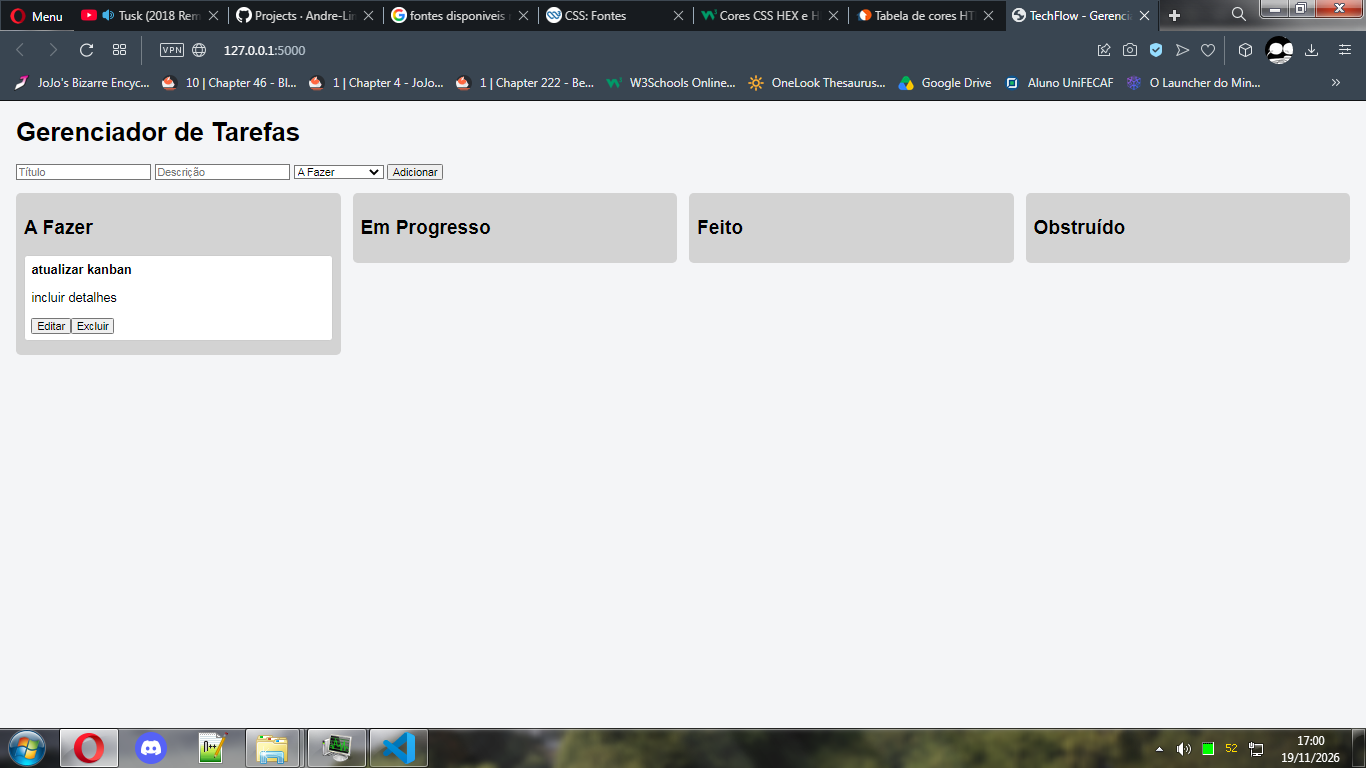 Menu
Tusk (2018 Rem
Projects · Andre-Lin
fontes disponiveis n
CSS: Fontes
Cores CSS HEX e H
Tabela de cores HT
TechFlow - Gerencia
VPN
127.0.0.1:5000
JoJo's Bizarre Encyc...
10 | Chapter 46 - Bl...
1 | Chapter 4 - JoJo...
1 | Chapter 222 - Be...
W3Schools Online...
OneLook Thesaurus...
Google Drive
Aluno UniFECAF
O Launcher do Min...
»
Gerenciador de Tarefas
Título
Descrição
A Fazer
Adicionar
A Fazer
atualizar kanban
incluir detalhes
Editar
Excluir
Em Progresso
Feito
Obstruído
52
17:00
19/11/2026